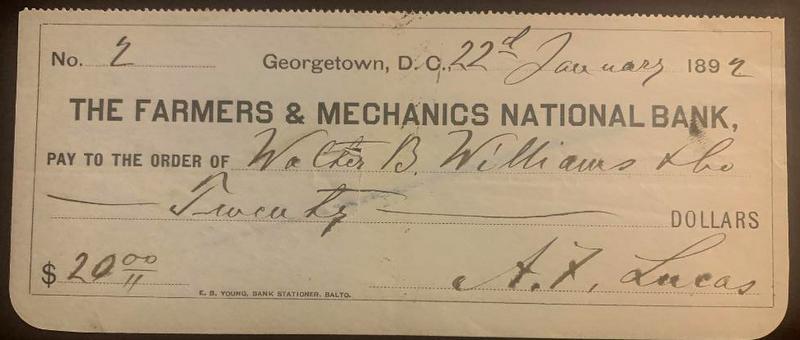 No. 2 Georgetown, D. C., 22d January 1892
THE FARMERS & MECHANICS NATIONAL BANK,
PAY TO THE ORDER OF Walter B. Williams & Co
Twenty DOLLARS
$ 20 00/11 A. F. Lucas
E. B. YOUNG, BANK STATIONER, BALTO.